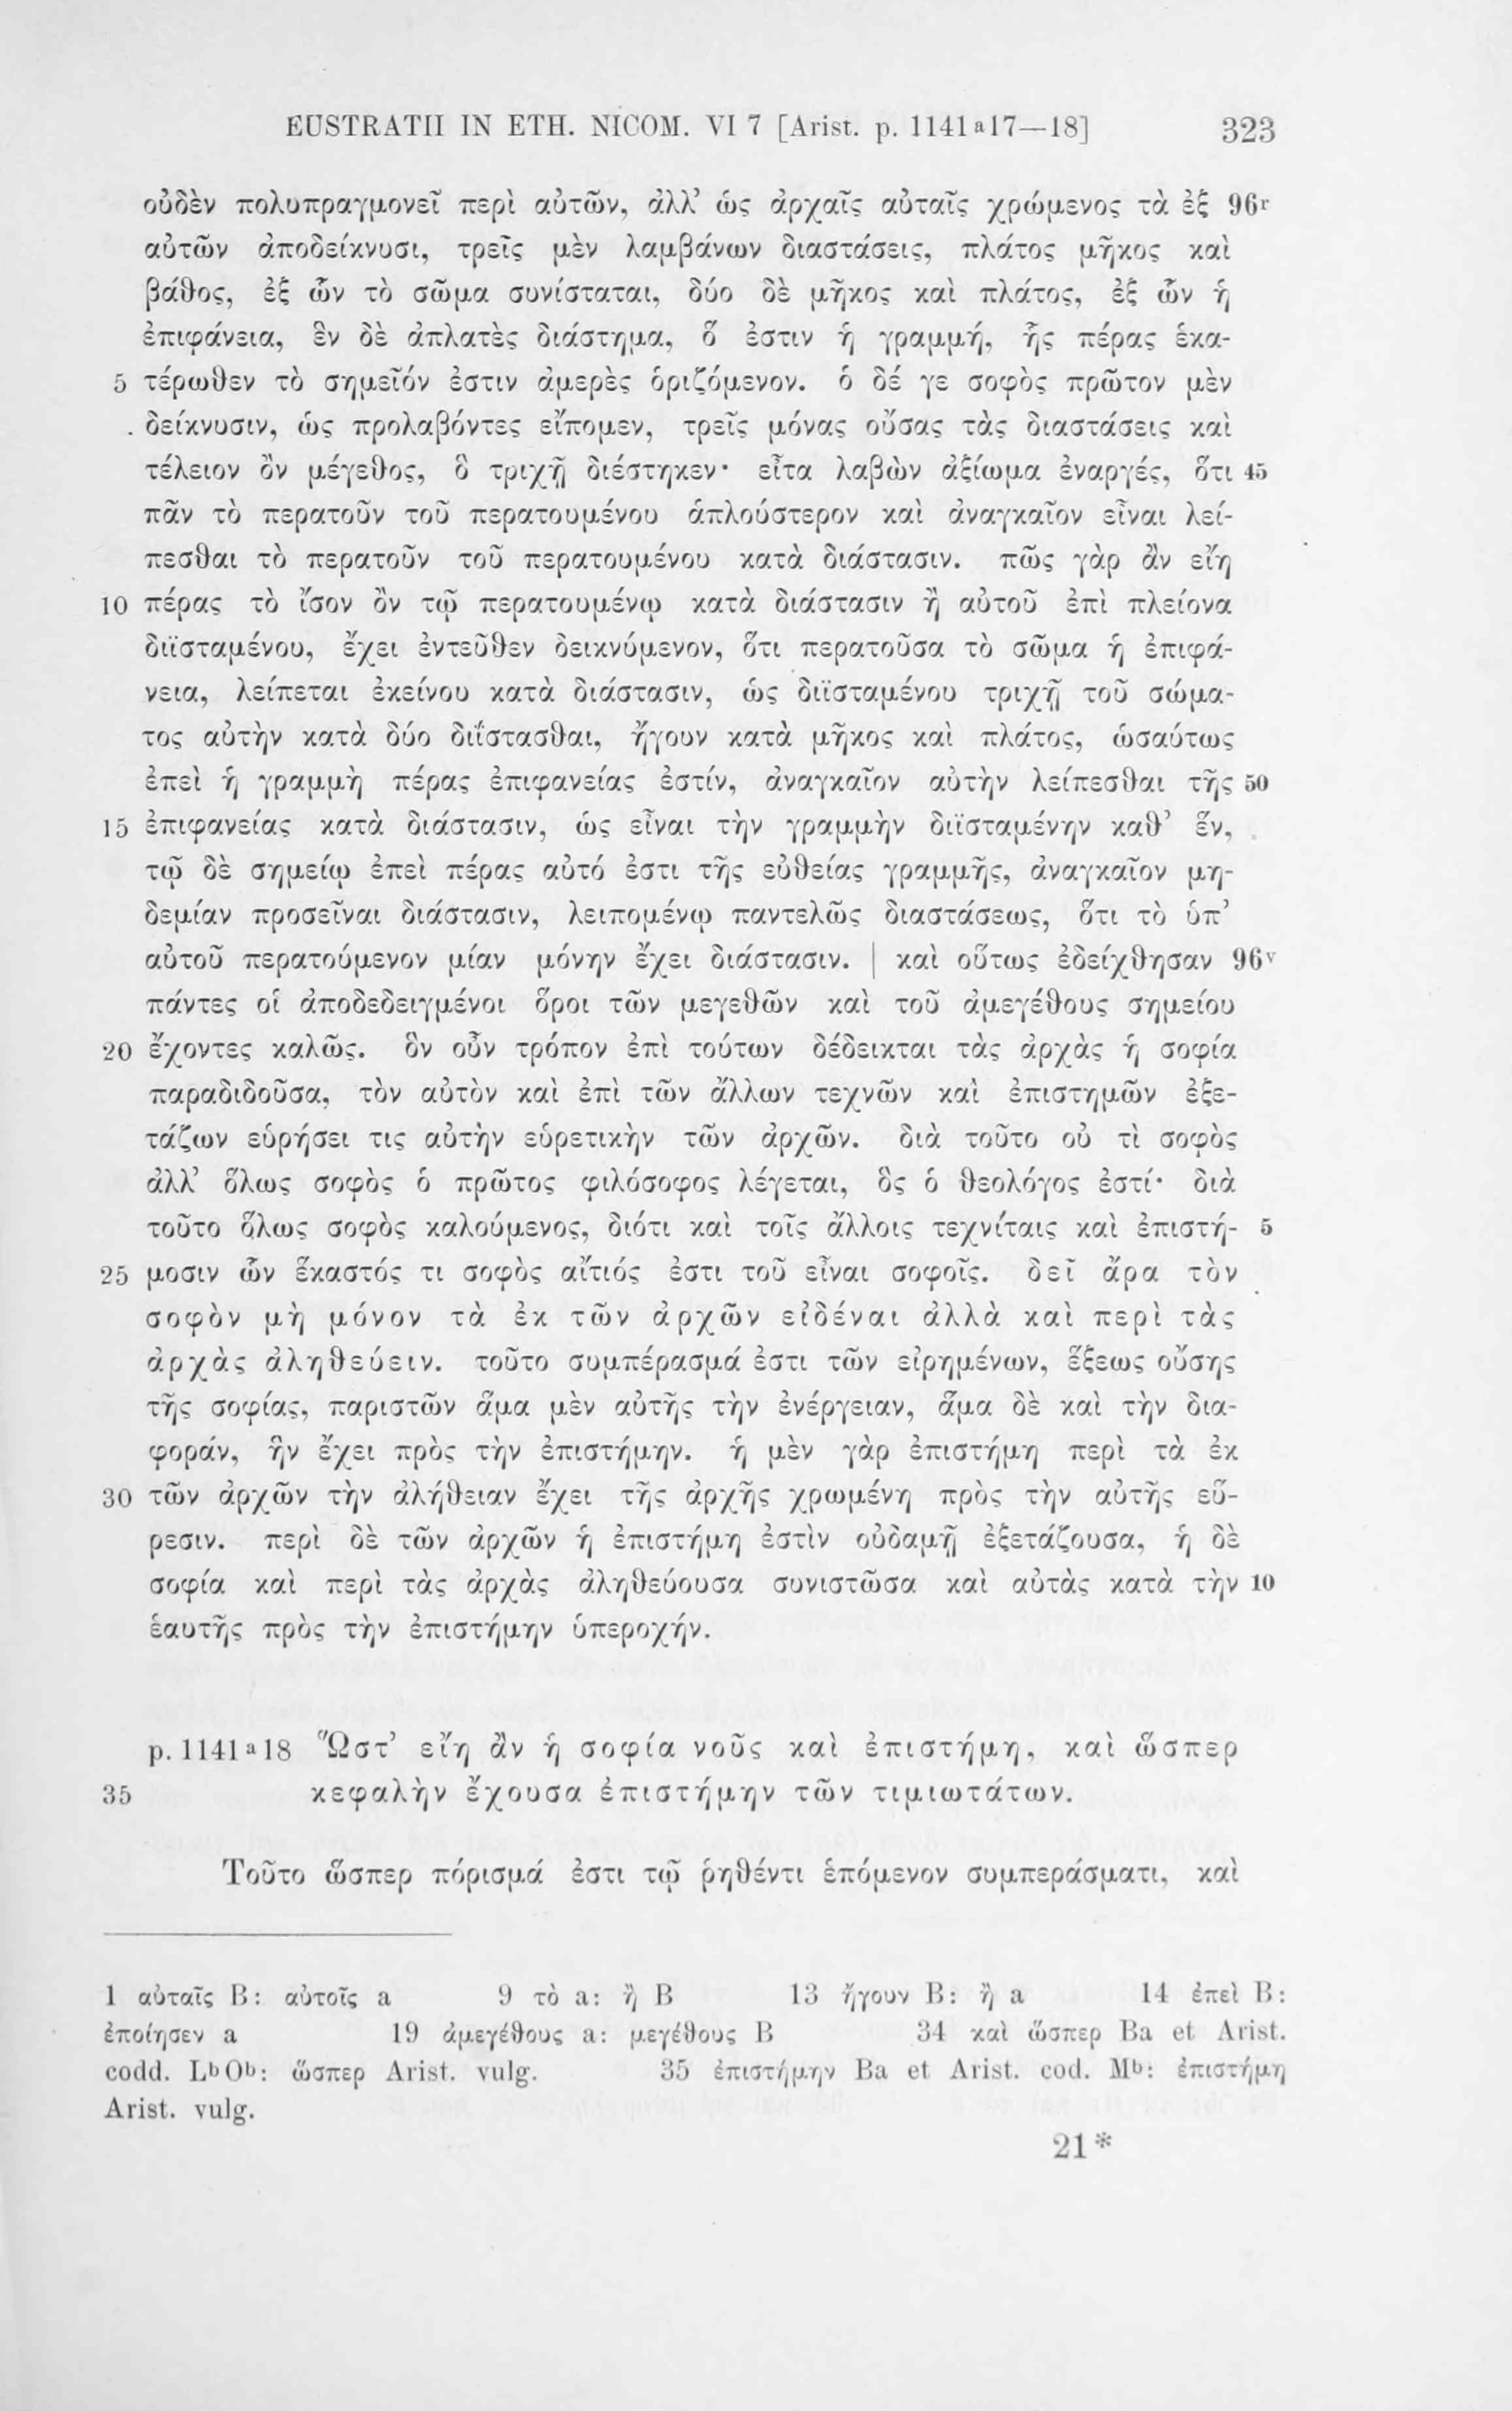 EUSTRATII IN ETH. NICOM. VI 7 [Arist. p. 1141 a 17—18] 323
οὐδὲν πολυπραγμονεῖ περὶ αὐτῶν, ἀλλ’ ὡς ἀρχαῖς αὐταῖς χρώμενος τὰ ἐξ 96r
αὐτῶν ἀποδείκνυσι, τρεῖς μὲν λαμβάνων διαστάσεις, πλάτος μῆκος καὶ
βάθος, ἐξ ὧν τὸ σῶμα συνίσταται, δύο δὲ μῆκος καὶ πλάτος, ἐξ ὧν ἡ
ἐπιφάνεια, ἓν δὲ ἀπλατὲς διάστημα, ὅ ἐστιν ἡ γραμμή, ἧς πέρας ἑκα-
5 τέρωθεν τὸ σημεῖόν ἐστιν ἀμερὲς ὁριζόμενον. ὁ δέ γε σοφὸς πρῶτον μὲν
δείκνυσιν, ὡς προλαβόντες εἴπομεν, τρεῖς μόνας οὔσας τὰς διαστάσεις καὶ
τέλειον ὂν μέγεθος, ὃ τριχῇ διέστηκεν· εἶτα λαβὼν ἀξίωμα ἐναργές, ὅτι 45
πᾶν τὸ περατοῦν τοῦ περατουμένου ἁπλούστερον καὶ ἀναγκαῖον εἶναι λεί-
πεσθαι τὸ περατοῦν τοῦ περατουμένου κατὰ διάστασιν. πῶς γὰρ ἂν εἴη
10 πέρας τὸ ἴσον ὂν τῷ περατουμένῳ κατὰ διάστασιν ἢ αὐτοῦ ἐπὶ πλείονα
διϊσταμένου, ἔχει ἐντεῦθεν δεικνύμενον, ὅτι περατοῦσα τὸ σῶμα ἡ ἐπιφά-
νεια, λείπεται ἐκείνου κατὰ διάστασιν, ὡς διϊσταμένου τριχῇ τοῦ σώμα-
τος αὐτὴν κατὰ δύο διΐστασθαι, ἤγουν κατὰ μῆκος καὶ πλάτος, ὡσαύτως
ἐπεὶ ἡ γραμμὴ πέρας ἐπιφανείας ἐστίν, ἀναγκαῖον αὐτὴν λείπεσθαι τῆς 50
15 ἐπιφανείας κατὰ διάστασιν, ὡς εἶναι τὴν γραμμὴν διϊσταμένην καθ’ ἕν,
τῷ δὲ σημείῳ ἐπεὶ πέρας αὐτό ἐστι τῆς εὐθείας γραμμῆς, ἀναγκαῖον μη-
δεμίαν προσεῖναι διάστασιν, λειπομένῳ παντελῶς διαστάσεως, ὅτι τὸ ὑπ’
αὐτοῦ περατούμενον μίαν μόνην ἔχει διάστασιν. | καὶ οὕτως ἐδείχθησαν 96v
πάντες οἱ ἀποδεδειγμένοι ὅροι τῶν μεγεθῶν καὶ τοῦ ἀμεγέθους σημείου
20 ἔχοντες καλῶς. ὃν οὖν τρόπον ἐπὶ τούτων δέδεικται τὰς ἀρχὰς ἡ σοφία
παραδιδοῦσα, τὸν αὐτὸν καὶ ἐπὶ τῶν ἄλλων τεχνῶν καὶ ἐπιστημῶν ἐξε-
τάζων εὑρήσει τις αὐτὴν εὑρετικὴν τῶν ἀρχῶν. διὰ τοῦτο οὐ τὶ σοφὸς
ἀλλ’ ὅλως σοφὸς ὁ πρῶτος φιλόσοφος λέγεται, ὃς ὁ θεολόγος ἐστί· διὰ
τοῦτο ὅλως σοφὸς καλούμενος, διότι καὶ τοῖς ἄλλοις τεχνίταις καὶ ἐπιστή- 5
25 μοσιν ὧν ἕκαστός τι σοφὸς αἴτιός ἐστι τοῦ εἶναι σοφοῖς. δεῖ ἄρα τὸν
σοφὸν μὴ μόνον τὰ ἐκ τῶν ἀρχῶν εἰδέναι ἀλλὰ καὶ περὶ τὰς
ἀρχὰς ἀληθεύειν. τοῦτο συμπέρασμά ἐστι τῶν εἰρημένων, ἕξεως οὔσης
τῆς σοφίας, παριστῶν ἅμα μὲν αὐτῆς τὴν ἐνέργειαν, ἅμα δὲ καὶ τὴν δια-
φοράν, ἣν ἔχει πρὸς τὴν ἐπιστήμην. ἡ μὲν γὰρ ἐπιστήμη περὶ τὰ ἐκ
30 τῶν ἀρχῶν τὴν ἀλήθειαν ἔχει τῆς ἀρχῆς χρωμένη πρὸς τὴν αὐτῆς εὕ-
ρεσιν. περὶ δὲ τῶν ἀρχῶν ἡ ἐπιστήμη ἐστὶν οὐδαμῇ ἐξετάζουσα, ἡ δὲ
σοφία καὶ περὶ τὰς ἀρχὰς ἀληθεύουσα συνιστῶσα καὶ αὐτὰς κατὰ τὴν 10
ἑαυτῆς πρὸς τὴν ἐπιστήμην ὑπεροχήν.
p. 1141 a 18 Ὥστ’ εἴη ἂν ἡ σοφία νοῦς καὶ ἐπιστήμη, καὶ ὥσπερ
35 κεφαλὴν ἔχουσα ἐπιστήμην τῶν τιμιωτάτων.
Τοῦτο ὥσπερ πόρισμά ἐστι τῷ ῥηθέντι ἑπόμενον συμπεράσματι, καὶ
1 αὐταῖς B: αὐτοῖς a 9 τὸ a: ἢ B 13 ἤγουν B: ἢ a 14 ἐπεὶ B:
ἐποίησεν a 19 ἀμεγέθους a: μεγέθους B 34 καὶ ὥσπερ Ba et Arist.
codd. Lb Ob: ὥσπερ Arist. vulg. 35 ἐπιστήμην Ba et Arist. cod. Mb: ἐπιστήμη
Arist. vulg.
21*